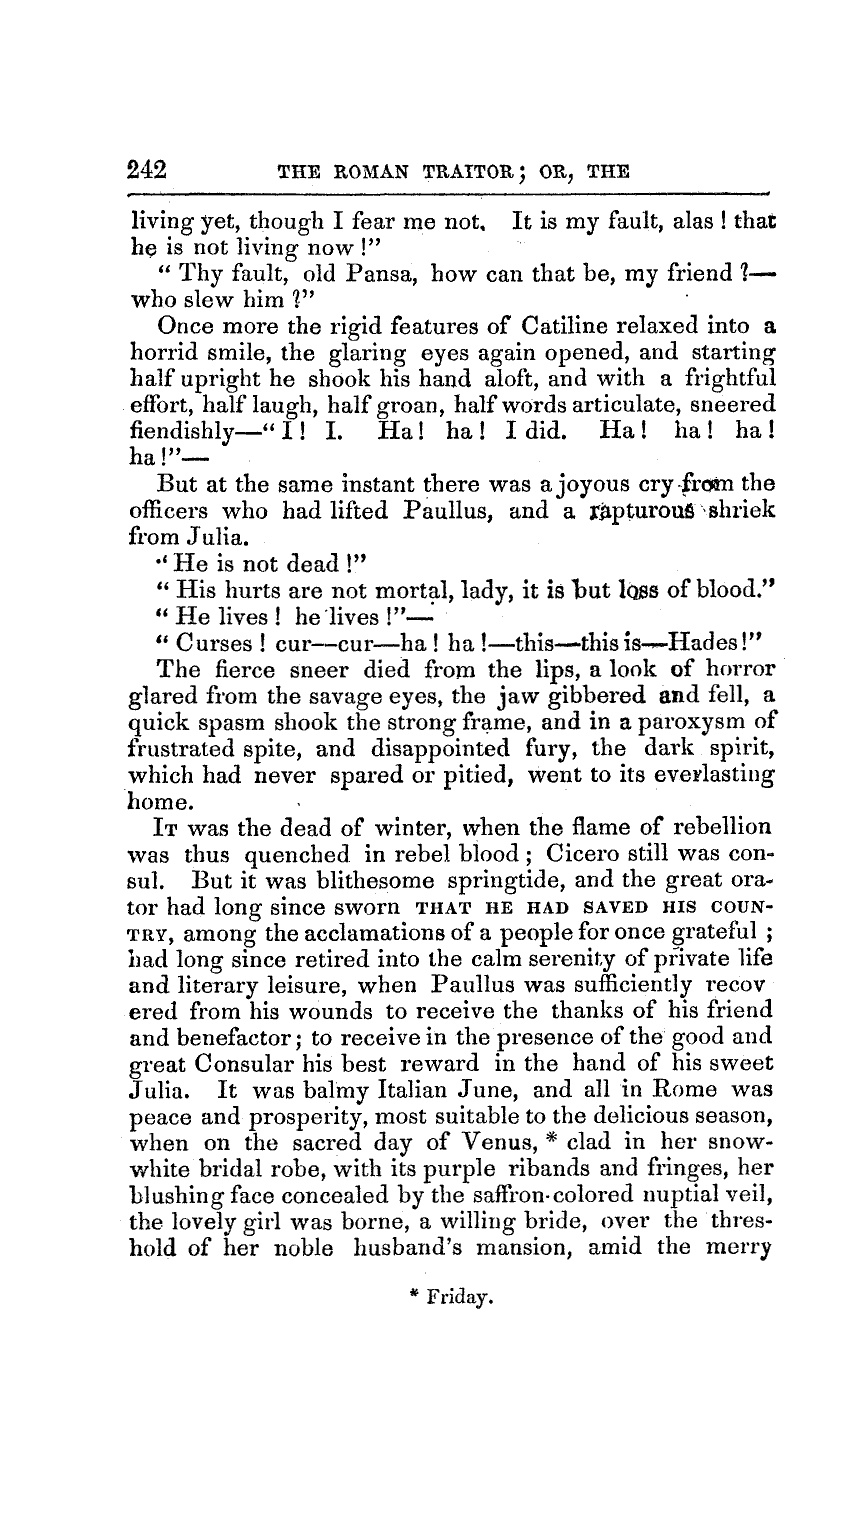 242 THE ROMAN TRAITOR; OR, THE
living yet, though I fear me not. It is my fault, alas ! that
he is not living now !”
“ Thy fault, old Pansa, how can that be, my friend ?—
who slew him ?”
Once more the rigid features of Catiline relaxed into a
horrid smile, the glaring eyes again opened, and starting
half upright he shook his hand aloft, and with a frightful
effort, half laugh, half groan, half words articulate, sneered
fiendishly—“ I ! I. Ha ! ha ! I did. Ha ! ha ! ha !
ha !”—
But at the same instant there was a joyous cry from the
officers who had lifted Paullus, and a rapturous shriek
from Julia.
“ He is not dead !”
“ His hurts are not mortal, lady, it is but loss of blood.”
“ He lives ! he lives !”—
“ Curses ! cur—cur—ha ! ha !—this—this is—Hades !”
The fierce sneer died from the lips, a look of horror
glared from the savage eyes, the jaw gibbered and fell, a
quick spasm shook the strong frame, and in a paroxysm of
frustrated spite, and disappointed fury, the dark spirit,
which had never spared or pitied, went to its everlasting
home.
IT was the dead of winter, when the flame of rebellion
was thus quenched in rebel blood ; Cicero still was con-
sul. But it was blithesome springtide, and the great ora-
tor had long since sworn THAT HE HAD SAVED HIS COUN-
TRY, among the acclamations of a people for once grateful ;
had long since retired into the calm serenity of private life
and literary leisure, when Paullus was sufficiently recov
ered from his wounds to receive the thanks of his friend
and benefactor ; to receive in the presence of the good and
great Consular his best reward in the hand of his sweet
Julia. It was balmy Italian June, and all in Rome was
peace and prosperity, most suitable to the delicious season,
when on the sacred day of Venus, * clad in her snow-
white bridal robe, with its purple ribands and fringes, her
blushing face concealed by the saffron-colored nuptial veil,
the lovely girl was borne, a willing bride, over the thres-
hold of her noble husband's mansion, amid the merry
* Friday.